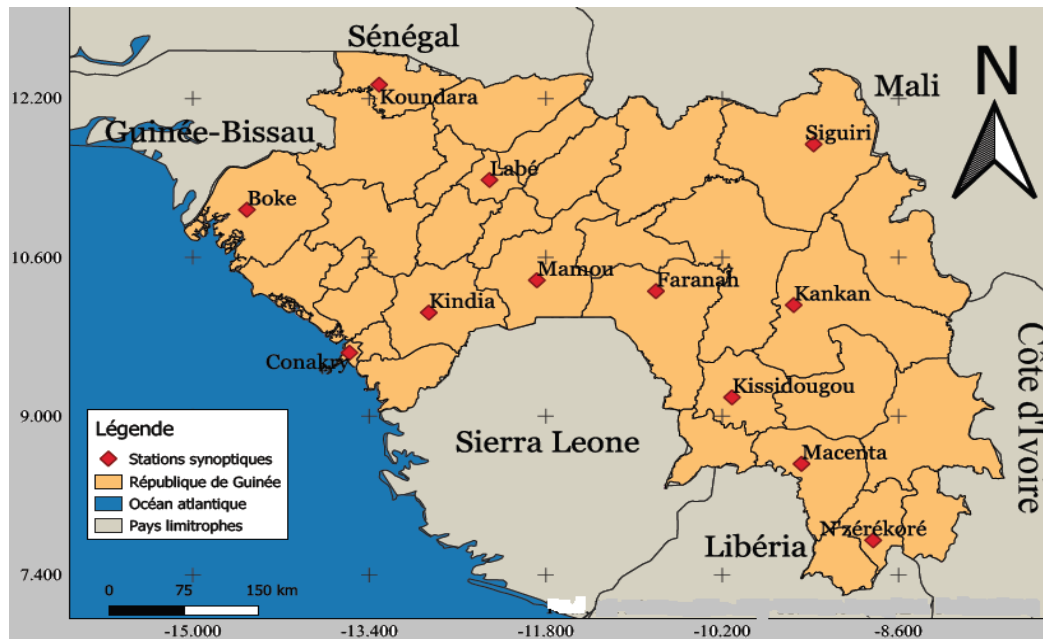 Sénégal
N
Mali
12.200
Koundara
Guinée-Bissau
Siguiri
Labé
Boke
10.600
Mamou
Faranah
Kankan
Kindia
Conakry
Côte d'Ivoire
Kissidougou
9.000
Sierra Leone
Légende
Stations synoptiques
République de Guinée
Océan atlantique
Pays limitrophes
Macenta
N'zérékoré
Libéria
7.400
0 75 150 km
-15.000 -13.400 -11.800 -10.200 -8.600